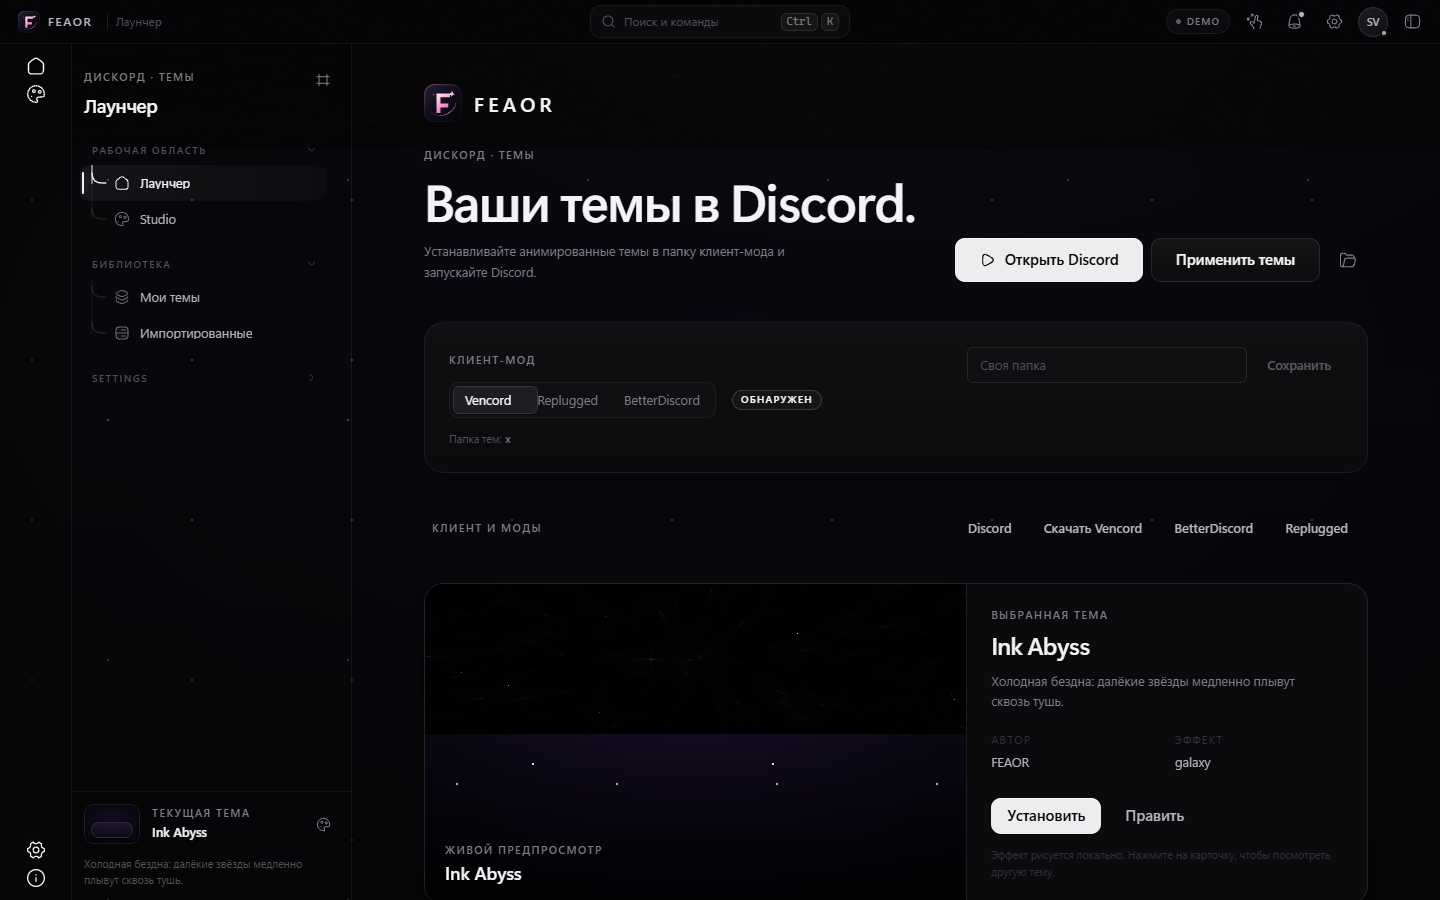 FEAOR
Лаунчер
Поиск и команды
Ctrl K
DEMO
SV
ДИСКОРД · ТЕМЫ
Лаунчер
РАБОЧАЯ ОБЛАСТЬ
Лаунчер
Studio
БИБЛИОТЕКА
Мои темы
Импортированные
SETTINGS
ТЕКУЩАЯ ТЕМА
Ink Abyss
Холодная бездна: далёкие звёзды медленно
плывут сквозь тушь.
FEAOR
ДИСКОРД · ТЕМЫ
Ваши темы в Discord.
Устанавливайте анимированные темы в папку клиент-мода и
запускайте Discord.
Открыть Discord
Применить темы
КЛИЕНТ-МОД
Vencord
Replugged
BetterDiscord
ОБНАРУЖЕН
Своя папка
Сохранить
Папка тем: x
КЛИЕНТ И МОДЫ
Discord
Скачать Vencord
BetterDiscord
Replugged
ЖИВОЙ ПРЕДПРОСМОТР
Ink Abyss
ВЫБРАННАЯ ТЕМА
Ink Abyss
Холодная бездна: далёкие звёзды медленно плывут
сквозь тушь.
АВТОР
ЭФФЕКТ
FEAOR
galaxy
Установить
Править
Эффект рисуется локально. Нажмите на карточку, чтобы посмотреть
другую тему.